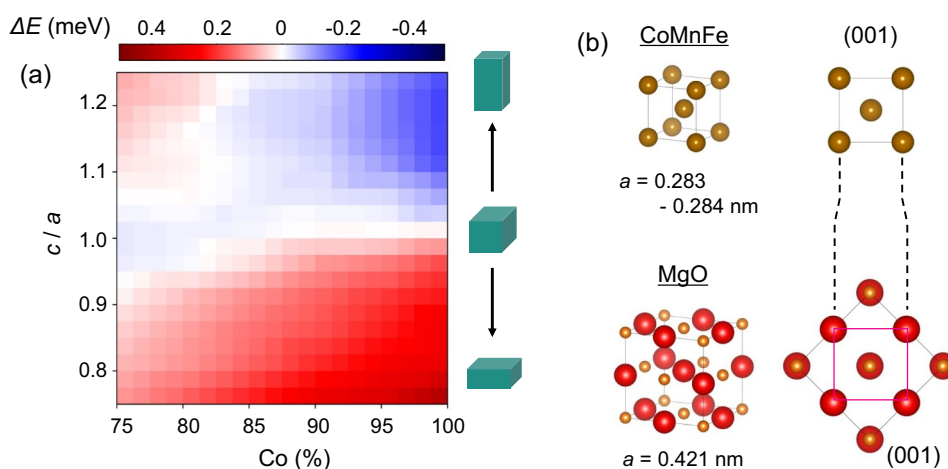 ΔE (meV)
0.4 0.2 0 -0.2 -0.4
(a)
1.2
1.1
1.0
0.9
0.8
c / a
75 80 85 90 95 100
Co (%)
(b)
CoMnFe
(001)
a = 0.283
- 0.284 nm
MgO
a = 0.421 nm
(001)